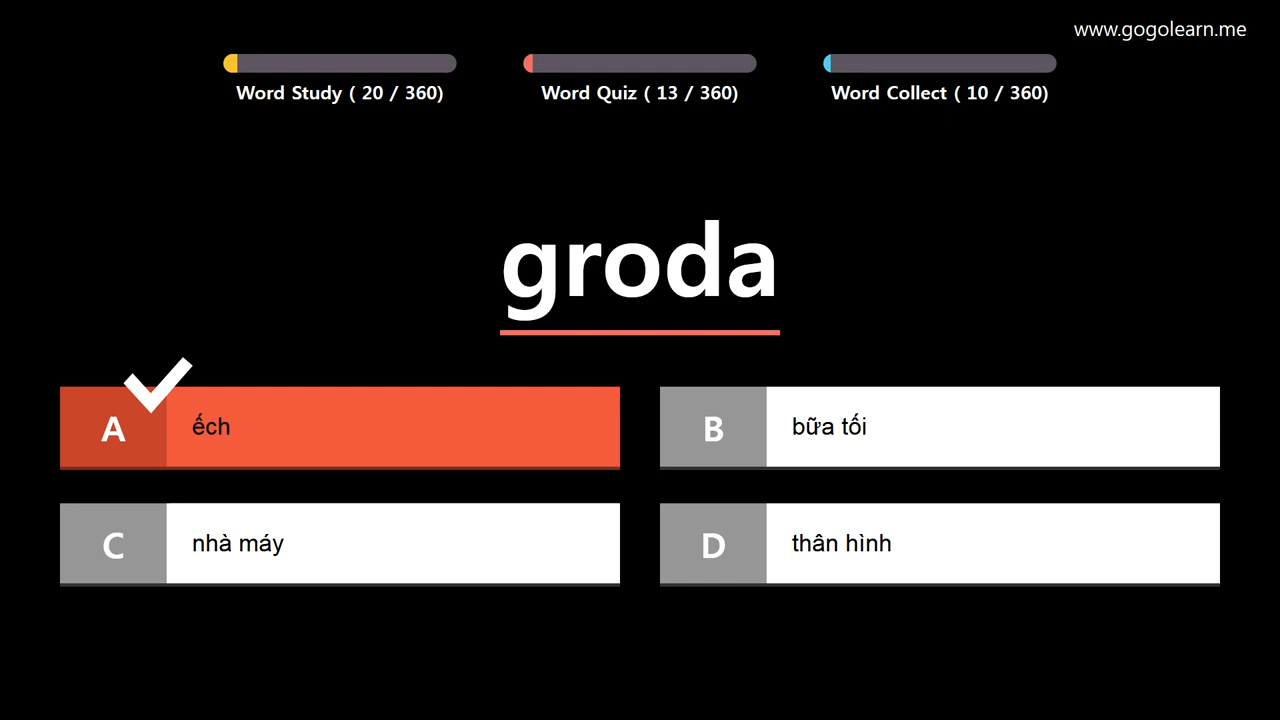 www.gogolearn.me
Word Study ( 20 / 360)
Word Quiz ( 13 / 360)
Word Collect ( 10 / 360)
groda
A
ếch
B
bữa tối
C
nhà máy
D
thân hình